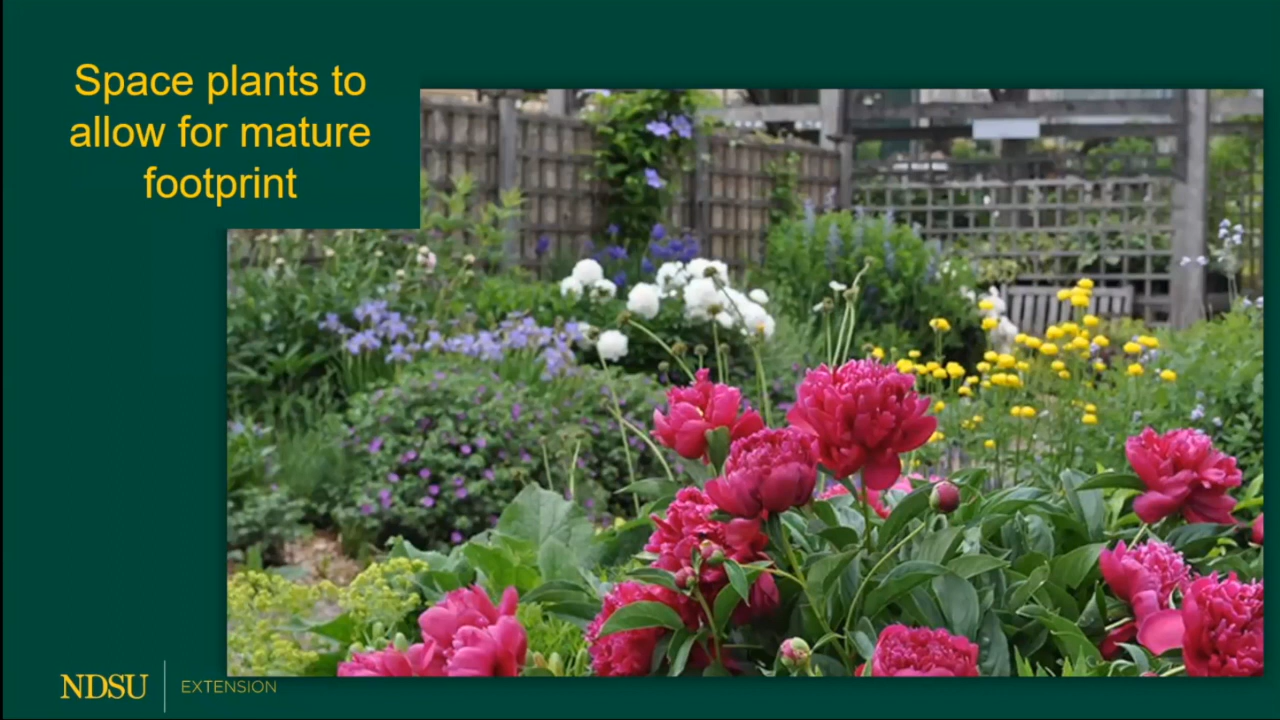 Space plants to
allow for mature
footprint
NDSU EXTENSION